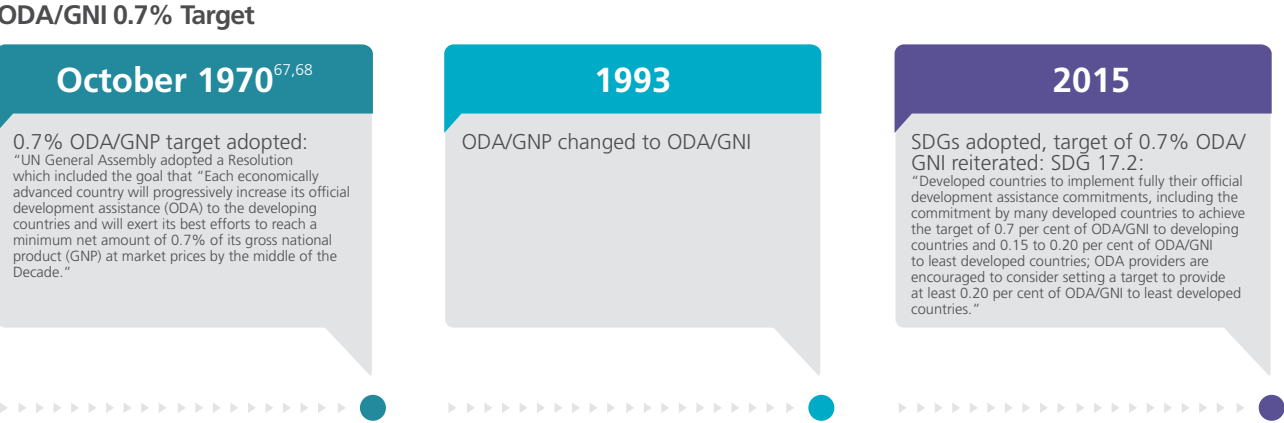 ODA/GNI 0.7% Target
October 1970 67,68
0.7% ODA/GNP target adopted:
“UN General Assembly adopted a Resolution
which included the goal that “Each economically
advanced country will progressively increase its official
development assistance (ODA) to the developing
countries and will exert its best efforts to reach a
minimum net amount of 0.7% of its gross national
product (GNP) at market prices by the middle of the
Decade.”
1993
ODA/GNP changed to ODA/GNI
2015
SDGs adopted, target of 0.7% ODA/
GNI reiterated: SDG 17.2:
“Developed countries to implement fully their official
development assistance commitments, including the
commitment by many developed countries to achieve
the target of 0.7 per cent of ODA/GNI to developing
countries and 0.15 to 0.20 per cent of ODA/GNI
to least developed countries; ODA providers are
encouraged to consider setting a target to provide
at least 0.20 per cent of ODA/GNI to least developed
countries.”